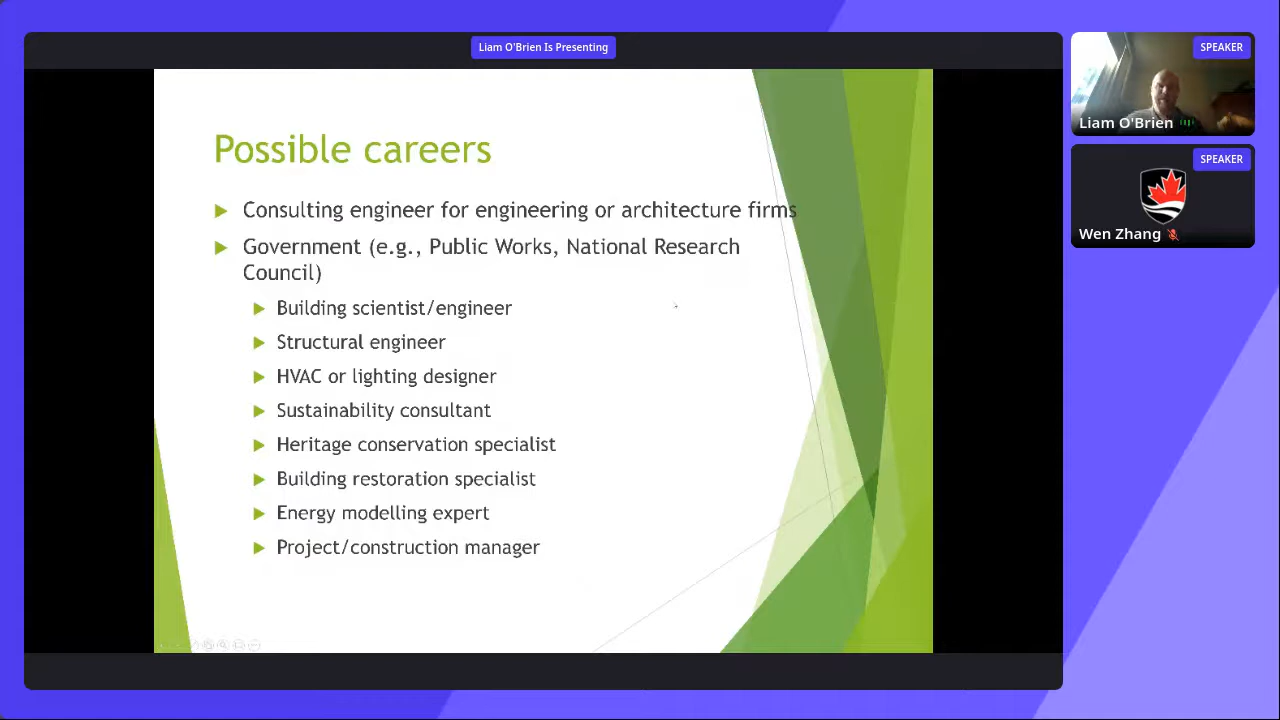 Liam O'Brien Is Presenting
SPEAKER
Liam O'Brien
SPEAKER
Wen Zhang
Possible careers
Consulting engineer for engineering or architecture firms
Government (e.g., Public Works, National Research
Council)
Building scientist/engineer
Structural engineer
HVAC or lighting designer
Sustainability consultant
Heritage conservation specialist
Building restoration specialist
Energy modelling expert
Project/construction manager